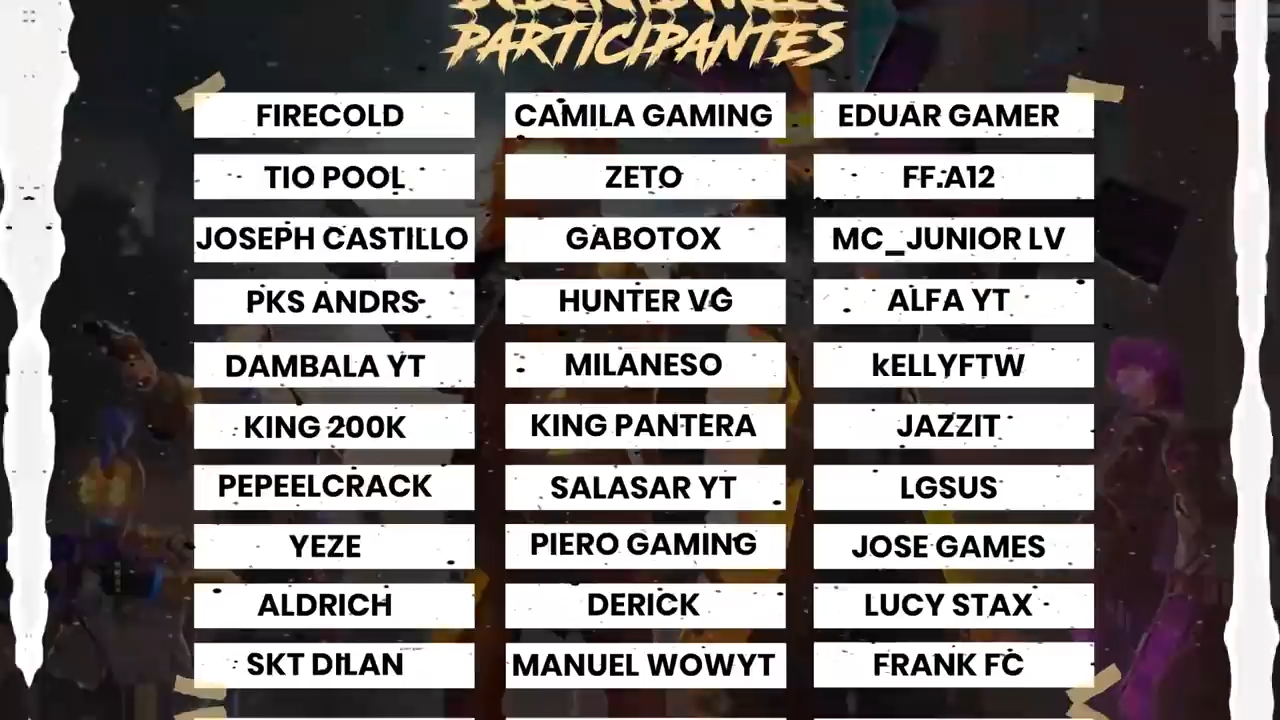 PARTICIPANTES
FIRECOLD CAMILA GAMING EDUAR GAMER
TIO POOL ZETO FF.A12
JOSEPH CASTILLO GABOTOX MC_JUNIOR LV
PKS ANDRS HUNTER VG ALFA YT
DAMBALA YT MILANESO kELLYFTW
KING 200K KING PANTERA JAZZIT
PEPEELCRACK SALASAR YT LGSUS
YEZE PIERO GAMING JOSE GAMES
ALDRICH DERICK LUCY STAX
SKT DILAN MANUEL WOWYT FRANK FC